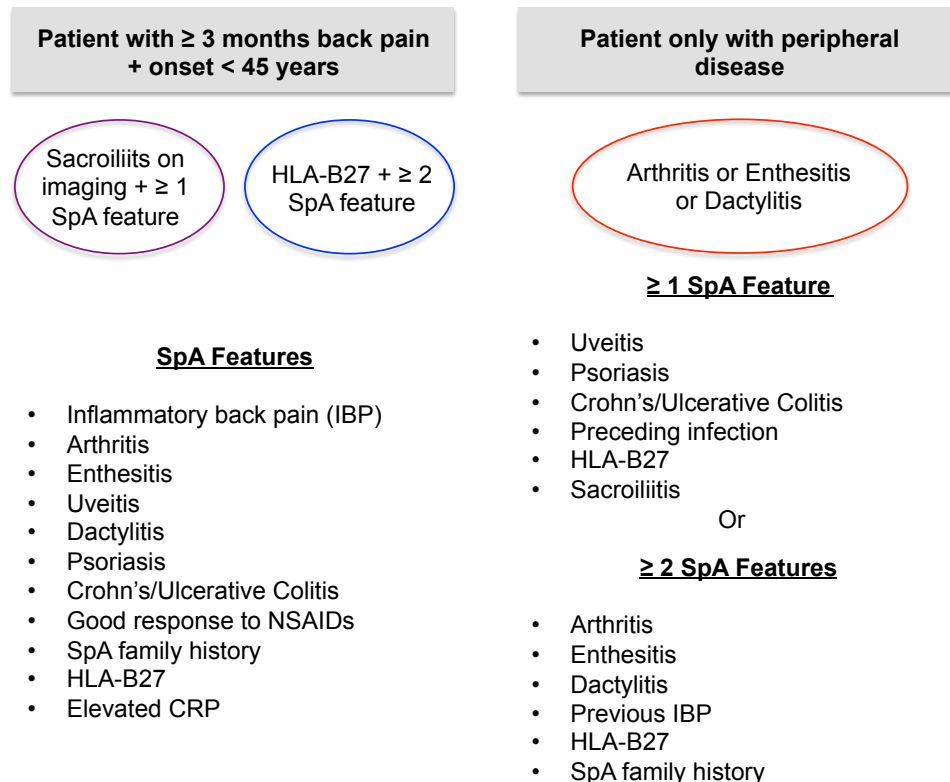 Patient with ≥ 3 months back pain
+ onset < 45 years
Sacroiliits on
imaging + ≥ 1
SpA feature
HLA-B27 + ≥ 2
SpA feature
SpA Features
• Inflammatory back pain (IBP)
• Arthritis
• Enthesitis
• Uveitis
• Dactylitis
• Psoriasis
• Crohn's/Ulcerative Colitis
• Good response to NSAIDs
• SpA family history
• HLA-B27
• Elevated CRP
Patient only with peripheral
disease
Arthritis or Enthesitis
or Dactylitis
≥ 1 SpA Feature
• Uveitis
• Psoriasis
• Crohn's/Ulcerative Colitis
• Preceding infection
• HLA-B27
• Sacroiliitis
Or
≥ 2 SpA Features
• Arthritis
• Enthesitis
• Dactylitis
• Previous IBP
• HLA-B27
• SpA family history